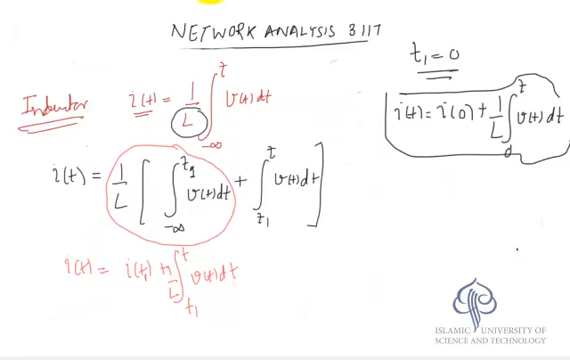 NETWORK ANALYSIS 3117
Inductor
i(t) = 1/L ∫_{-∞}^{t} v(t) dt
i(t) = 1/L [ ∫_{-∞}^{t1} v(t) dt + ∫_{t1}^{t} v(t) dt ]
i(t) = i(t1) + 1/L ∫_{t1}^{t} v(t) dt
t1 = 0
i(t) = i(0) + 1/L ∫_{0}^{t} v(t) dt
ISLAMIC UNIVERSITY OF
SCIENCE AND TECHNOLOGY